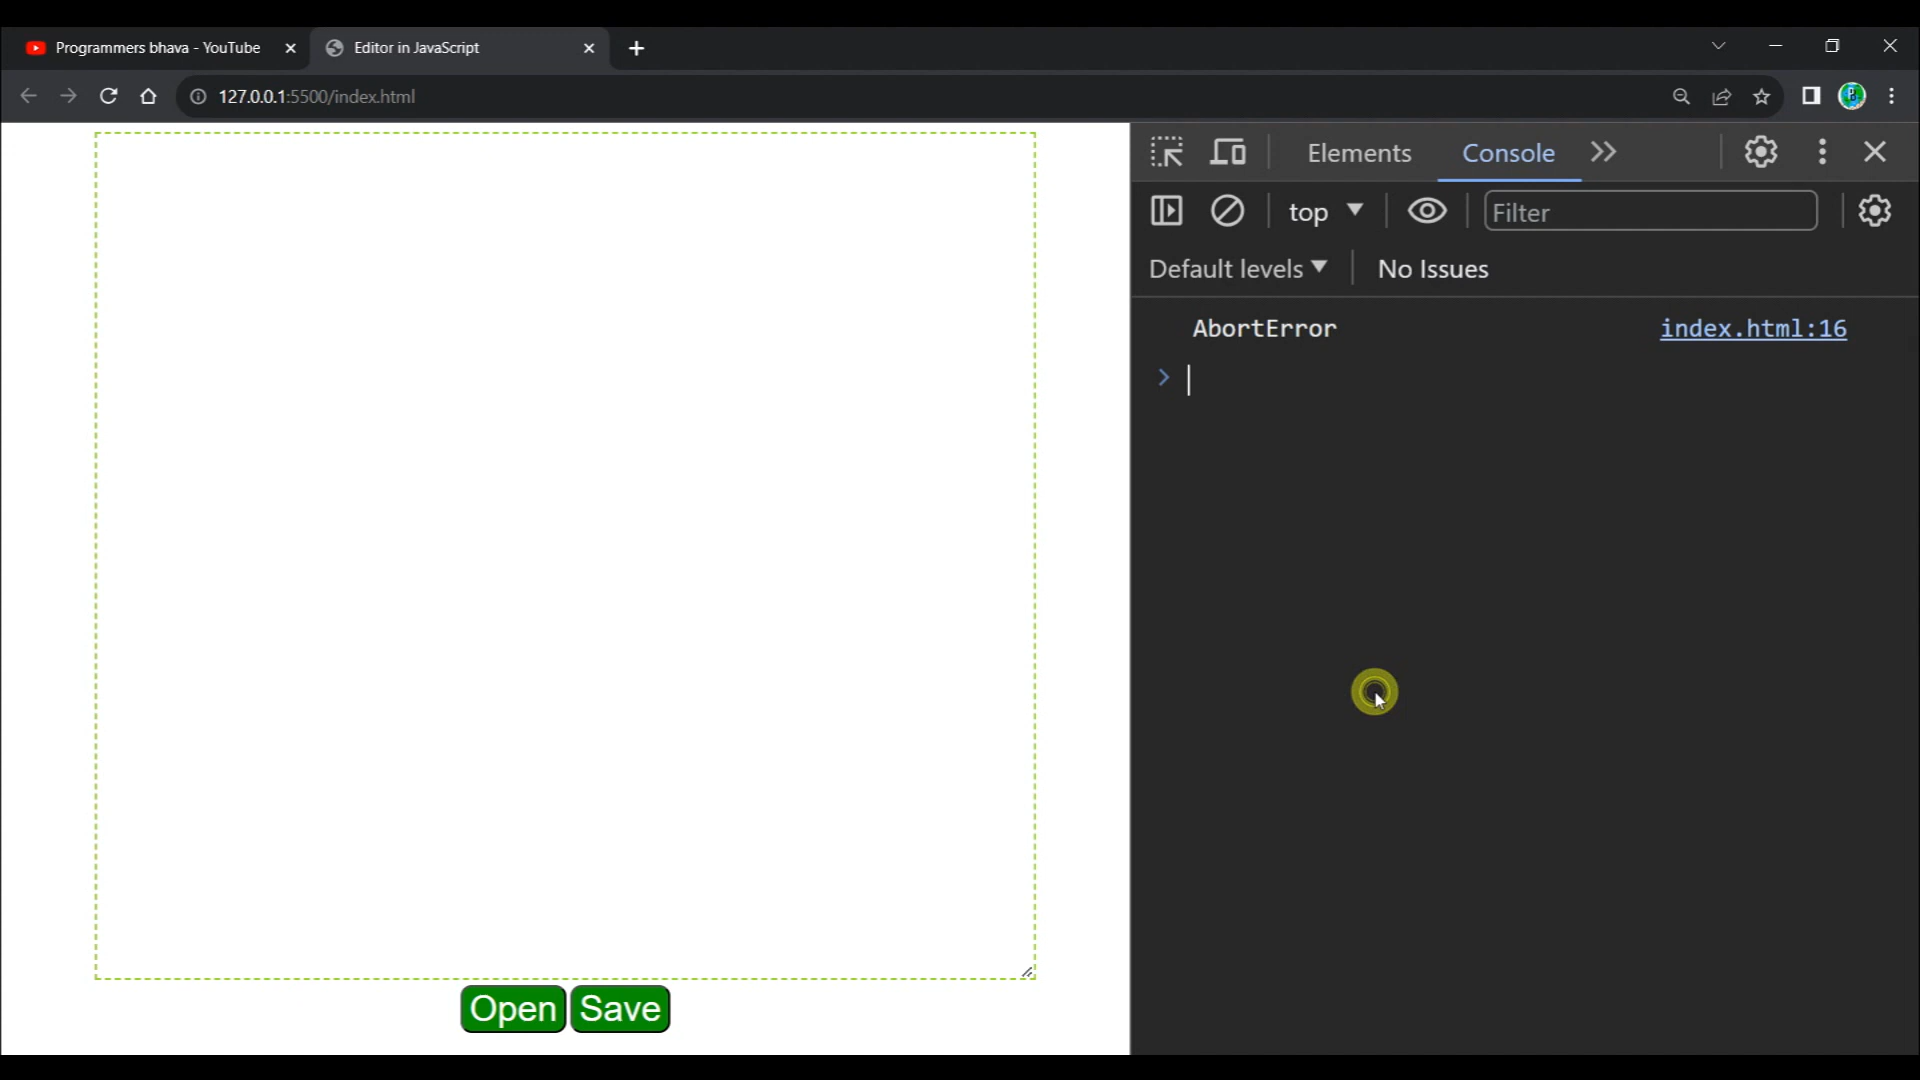 Programmers bhava - YouTube
Editor in JavaScript
127.0.0.1:5500/index.html
Elements
Console
top
Filter
Default levels
No Issues
AbortError
index.html:16
Open
Save